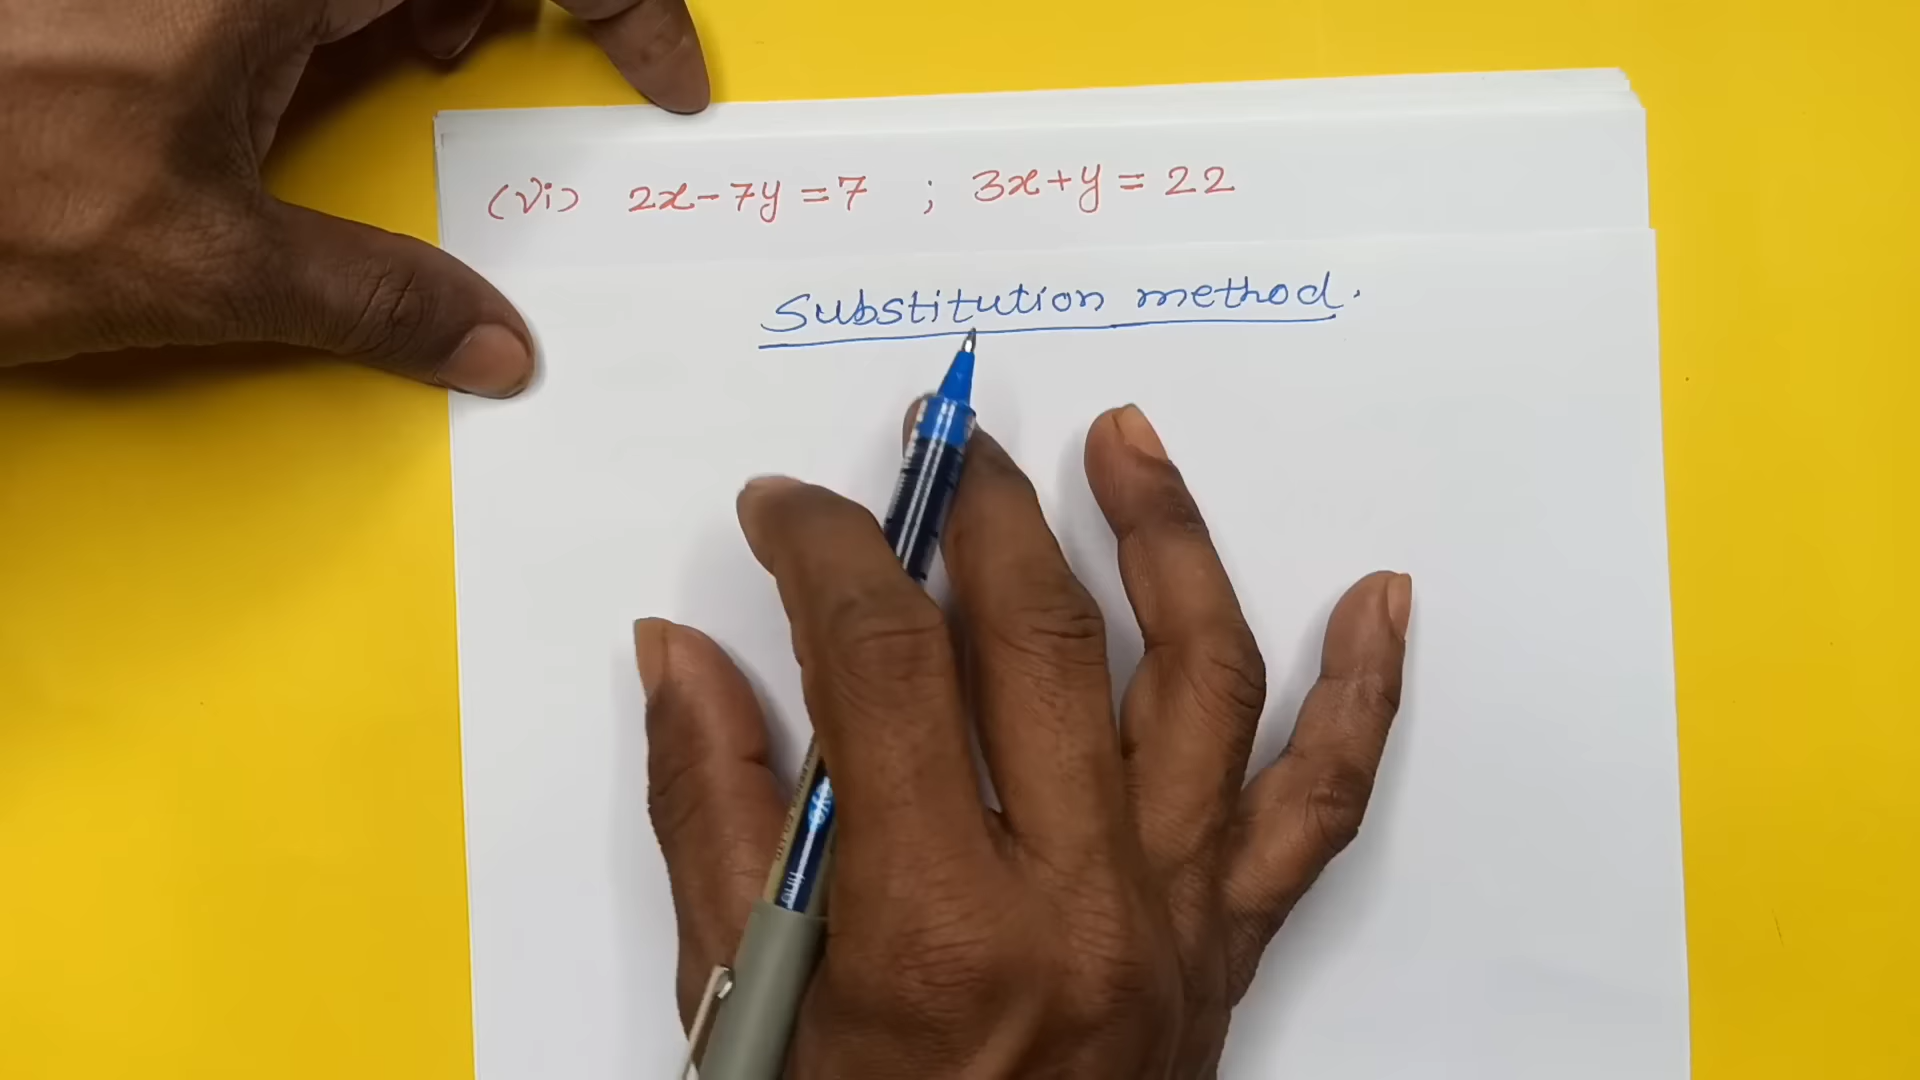 (vi) 2x-7y=7 ; 3x+y=22
Substitution method.